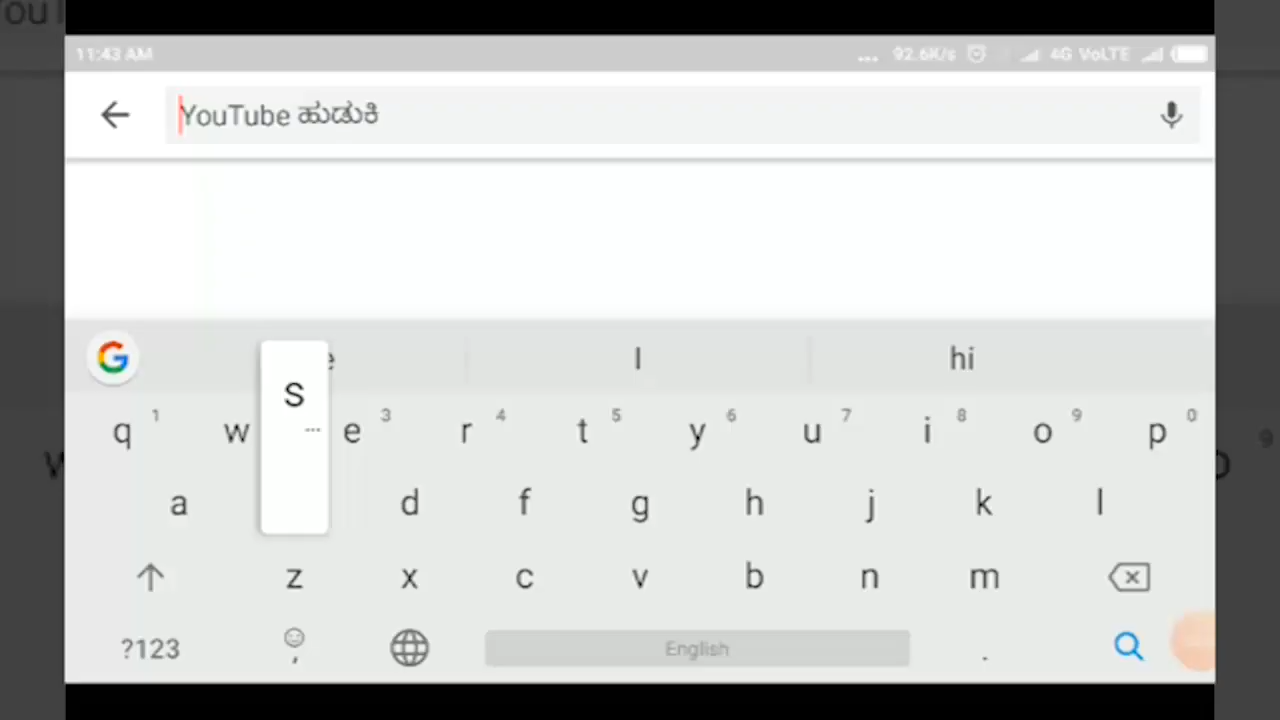 11:43 AM ... 92.6K/s 4G VoLTE
YouTube ಹುಡುಕಿ
I hi
q 1 w e 3 r 4 t 5 y 6 u 7 i 8 o 9 p 0
S ...
a d f g h j k l
z x c v b n m
?123 , English .